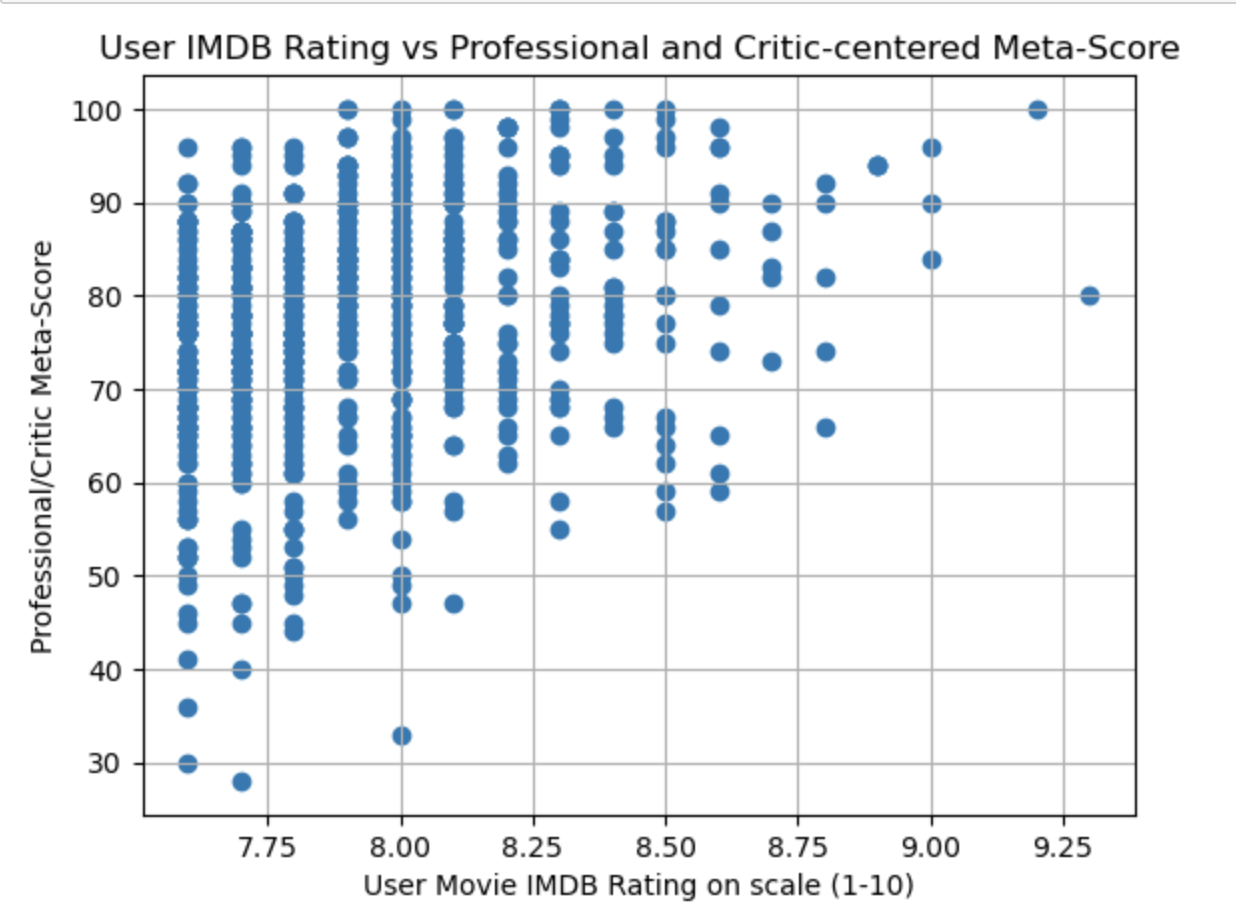 User IMDB Rating vs Professional and Critic-centered Meta-Score
Professional/Critic Meta-Score
100
90
80
70
60
50
40
30
7.75 8.00 8.25 8.50 8.75 9.00 9.25
User Movie IMDB Rating on scale (1-10)